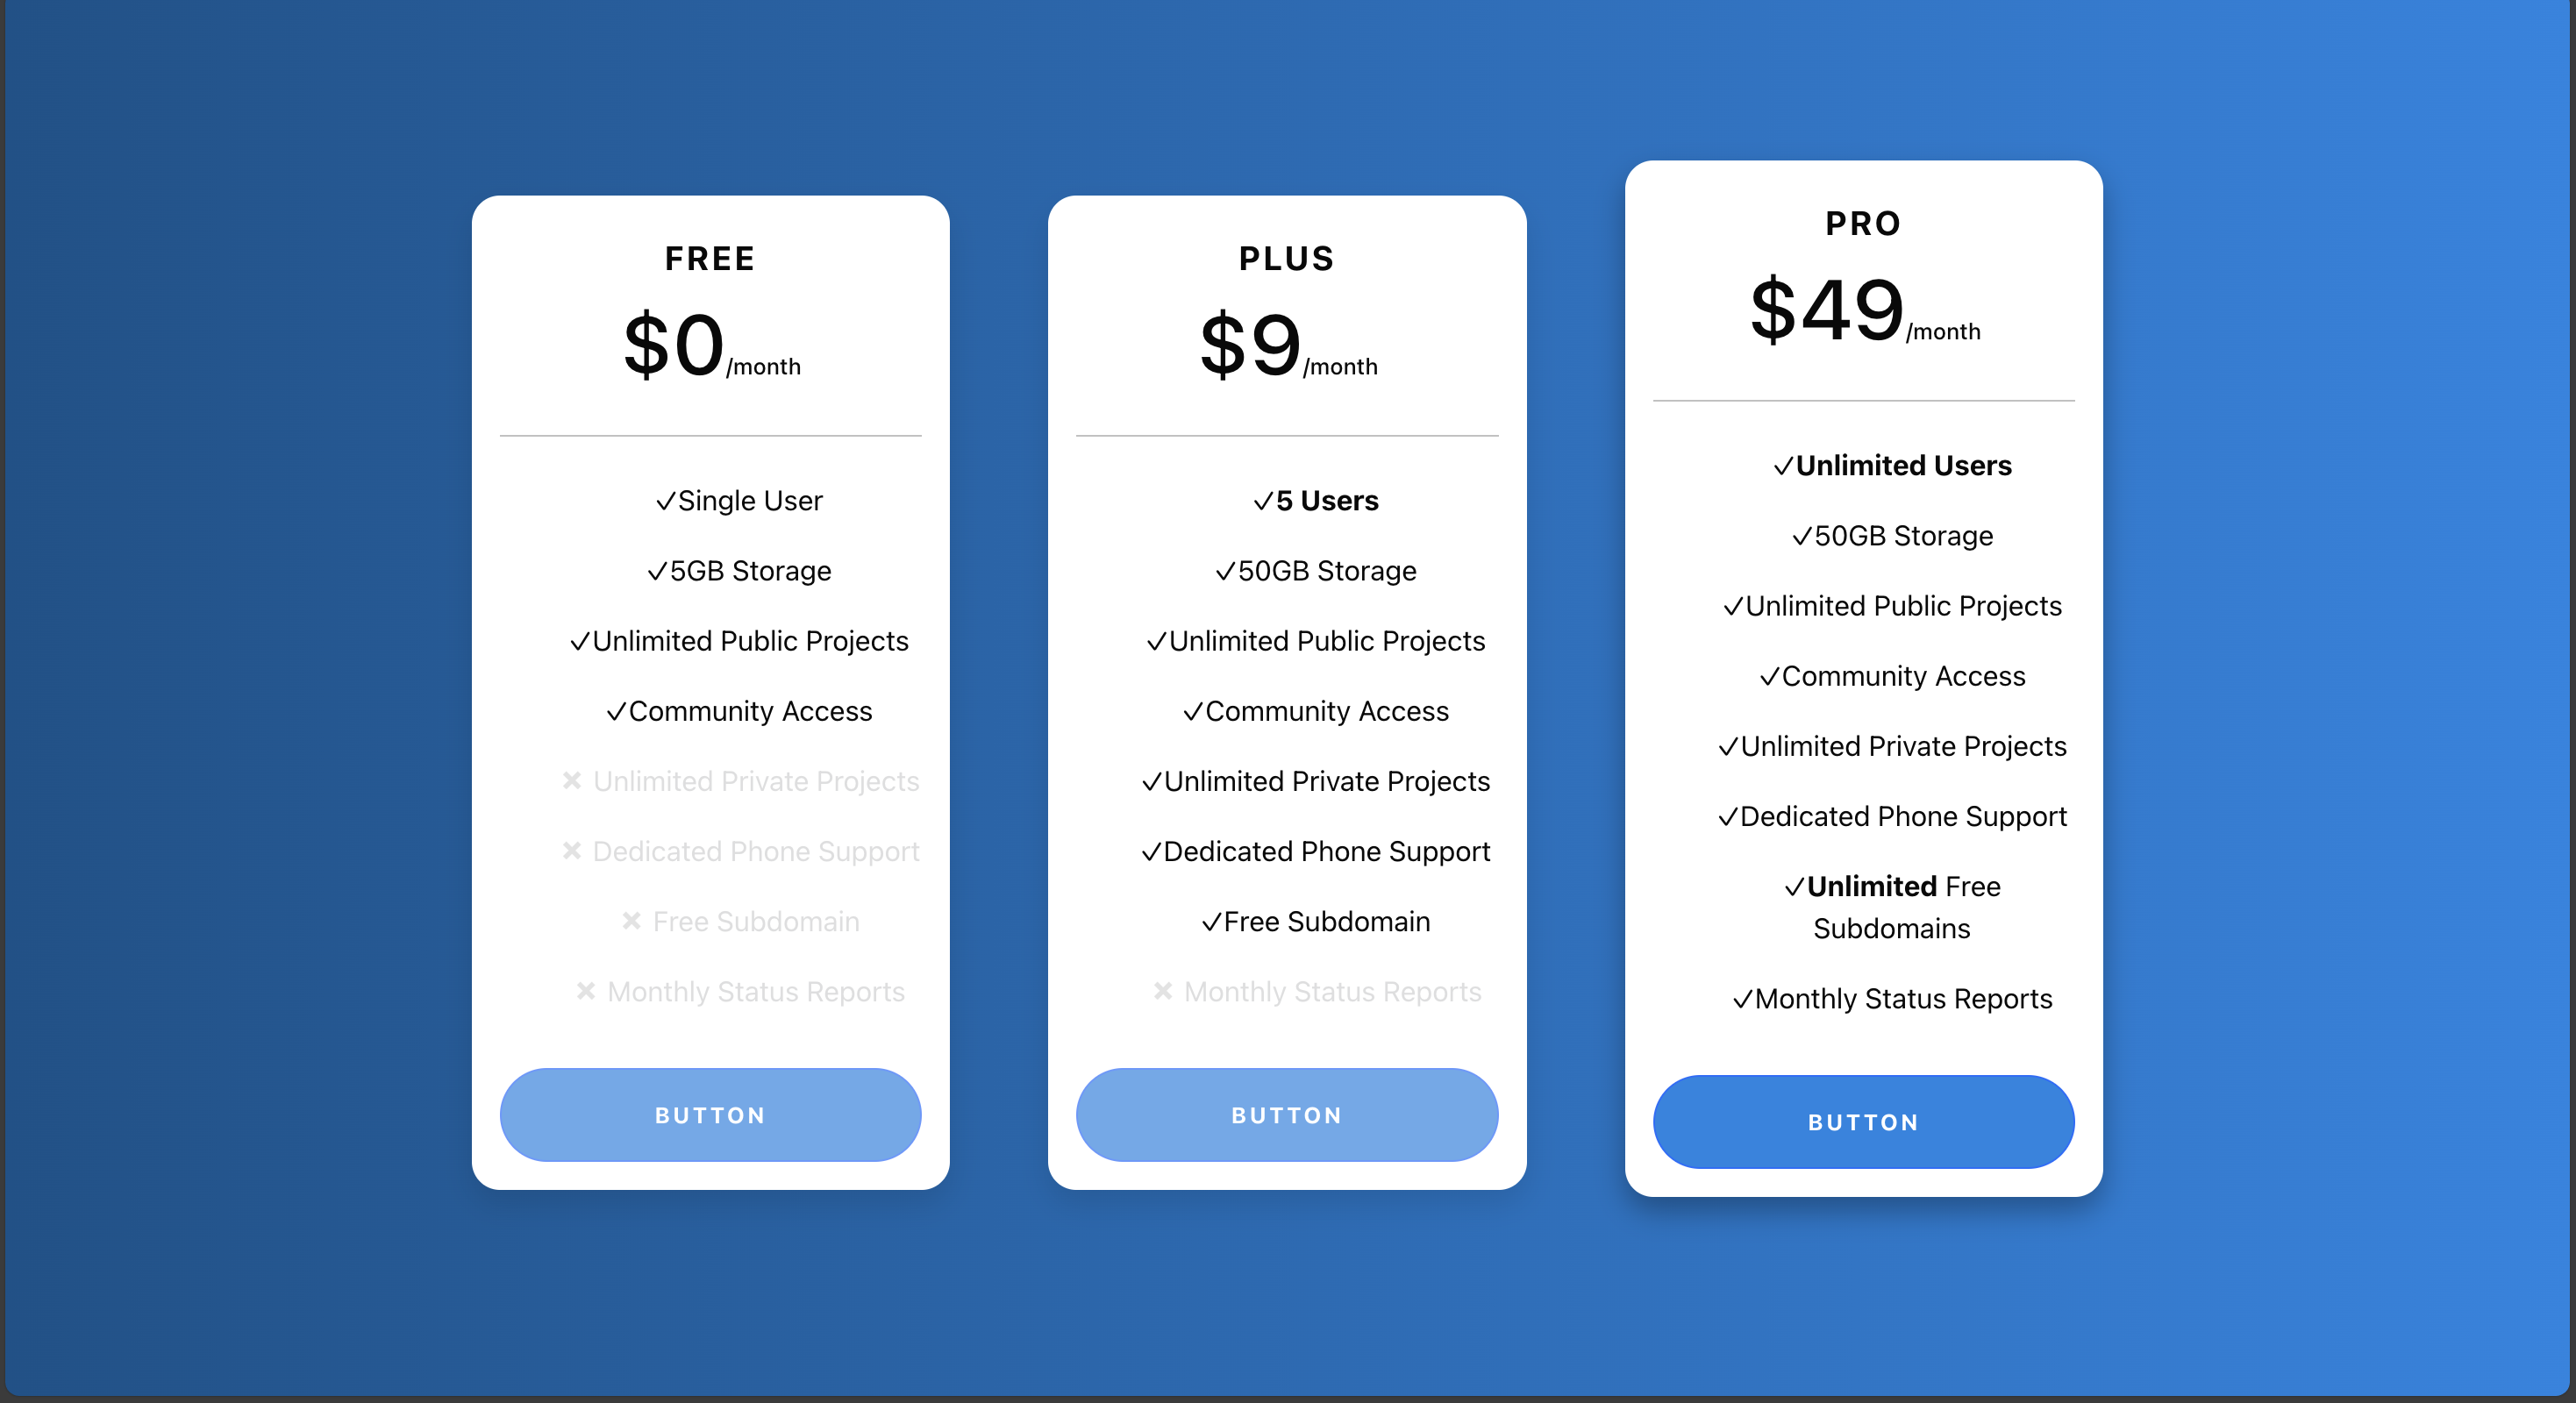 FREE
$0/month
✓Single User
✓5GB Storage
✓Unlimited Public Projects
✓Community Access
✖ Unlimited Private Projects
✖ Dedicated Phone Support
✖ Free Subdomain
✖ Monthly Status Reports
BUTTON
PLUS
$9/month
✓5 Users
✓50GB Storage
✓Unlimited Public Projects
✓Community Access
✓Unlimited Private Projects
✓Dedicated Phone Support
✓Free Subdomain
✖ Monthly Status Reports
BUTTON
PRO
$49/month
✓Unlimited Users
✓50GB Storage
✓Unlimited Public Projects
✓Community Access
✓Unlimited Private Projects
✓Dedicated Phone Support
✓Unlimited Free
Subdomains
✓Monthly Status Reports
BUTTON